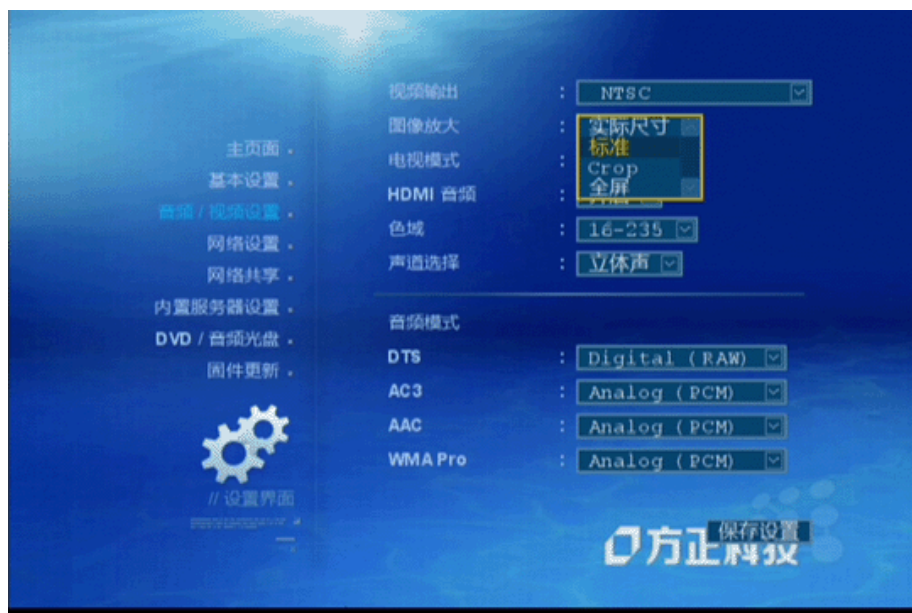 主页面 .
基本设置 .
音频 / 视频设置 .
网络设置 .
网络共享 .
内置服务器设置 .
DVD / 音频光盘 .
固件更新 .
// 设置界面
视频输出 : NTSC
图像放大 : 实际尺寸
标准
Crop
全屏
电视模式 :
HDMI 音频 :
色域 : 16-235
声道选择 : 立体声
音频模式
DTS : Digital (RAW)
AC3 : Analog (PCM)
AAC : Analog (PCM)
WMA Pro : Analog (PCM)
保存设置
方正科技